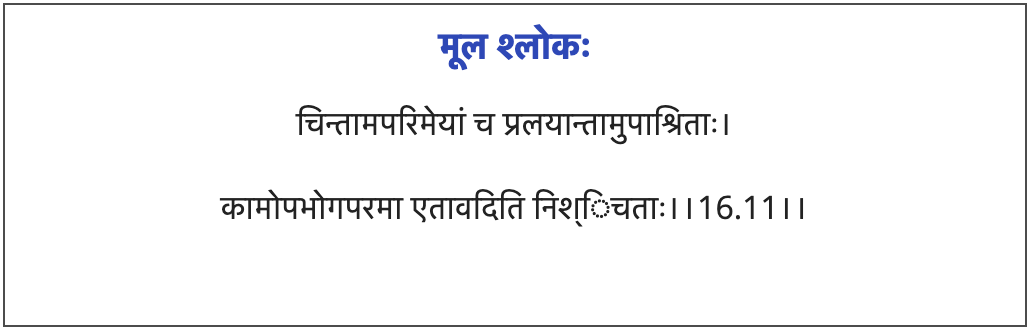 मूल श्लोकः
चिन्तामपरिमेयां च प्रलयान्तामुपाश्रिताः।
कामोपभोगपरमा एतावदिति निश्िचताः।।16.11।।